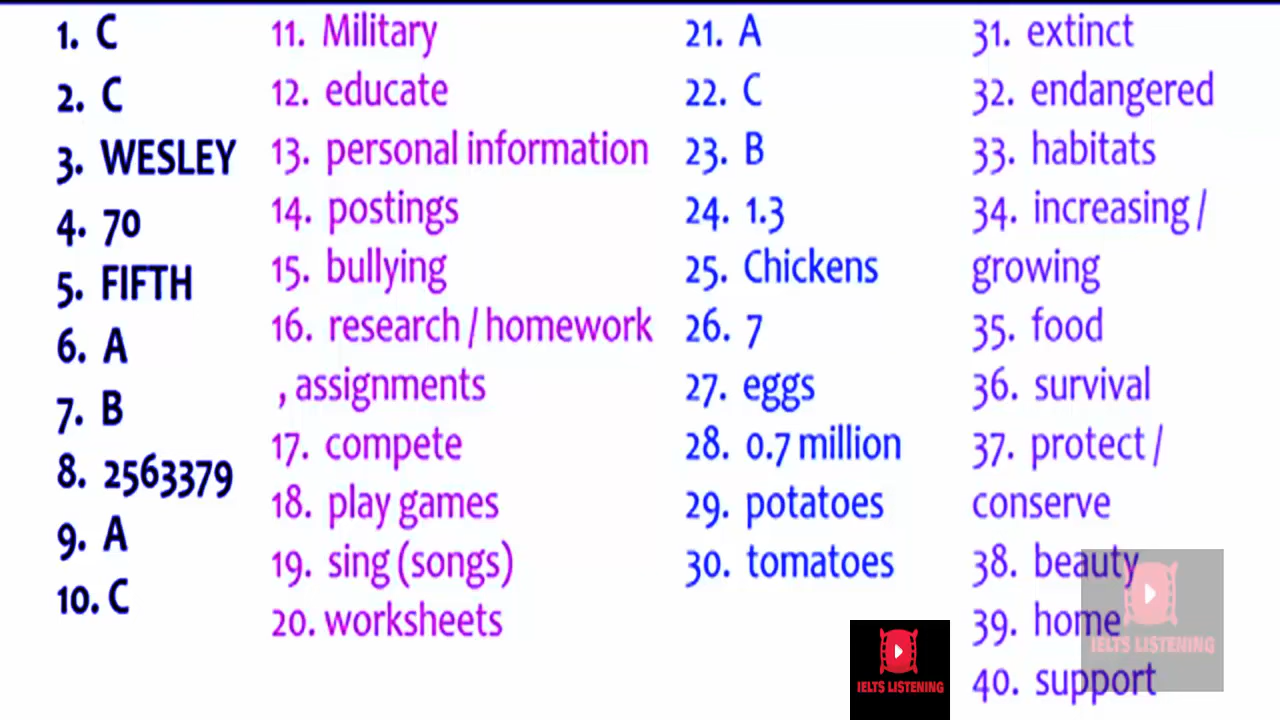 1. C
2. C
3. WESLEY
4. 70
5. FIFTH
6. A
7. B
8. 2563379
9. A
10. C
11. Military
12. educate
13. personal information
14. postings
15. bullying
16. research / homework
, assignments
17. compete
18. play games
19. sing (songs)
20. worksheets
21. A
22. C
23. B
24. 1.3
25. Chickens
26. 7
27. eggs
28. 0.7 million
29. potatoes
30. tomatoes
31. extinct
32. endangered
33. habitats
34. increasing /
growing
35. food
36. survival
37. protect /
conserve
38. beauty
39. home
40. support
IELTS LISTENING
IELTS LISTENING